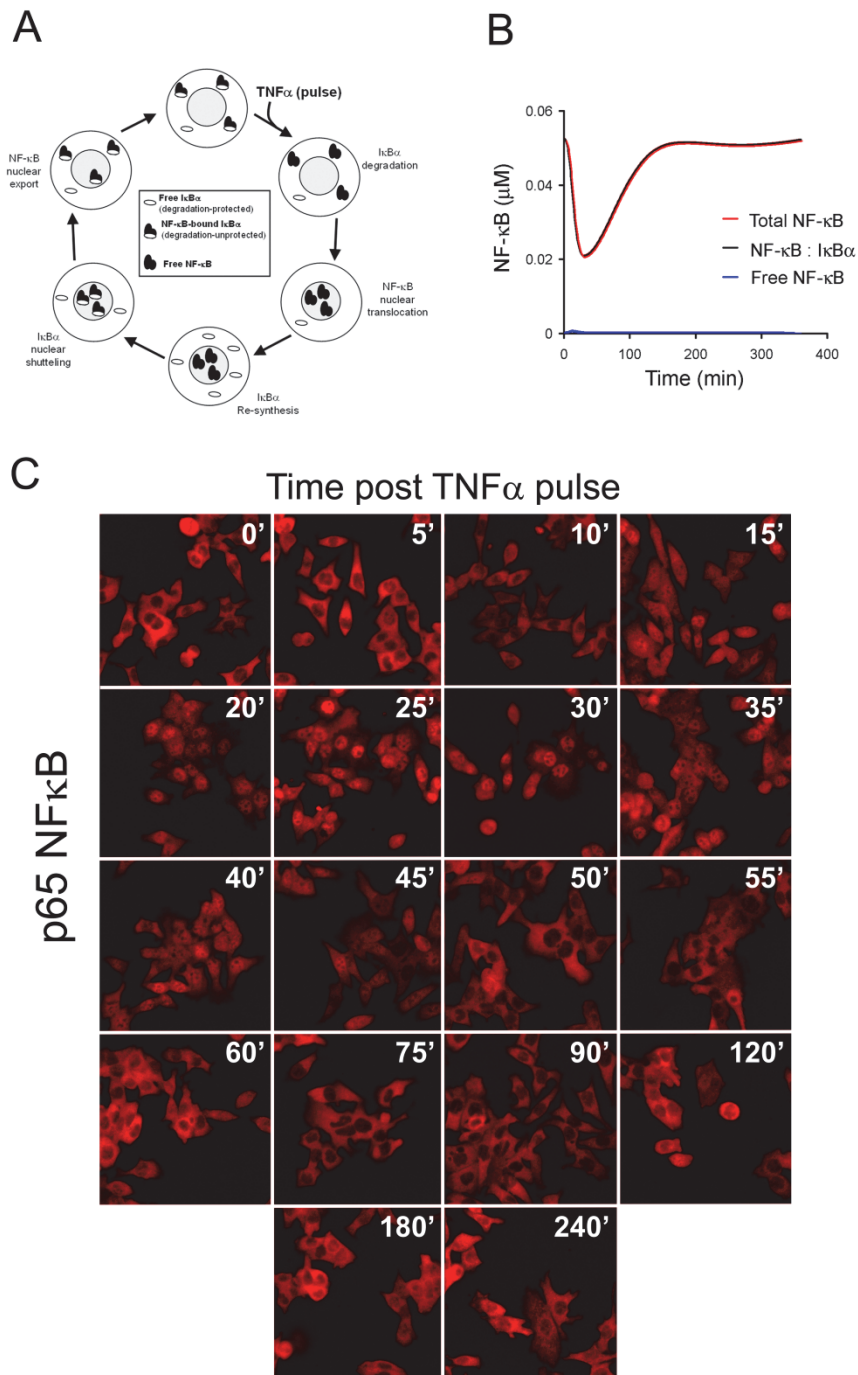 A
TNFα (pulse)
IκBα
degradation
NF-κB
nuclear
translocation
IκBα
Re-synthesis
IκBα
nuclear
shutteling
NF-κB
nuclear
export
Free IκBα
(degradation-protected)
NF-κB-bound IκBα
(degradation-unprotected)
Free NF-κB
B
NF-κB (μM)
0.06
0.04
0.02
0
0 100 200 300 400
Time (min)
Total NF-κB
NF-κB : IκBα
Free NF-κB
C
Time post TNFα pulse
p65 NFκB
0’ 5’ 10’ 15’
20’ 25’ 30’ 35’
40’ 45’ 50’ 55’
60’ 75’ 90’ 120’
180’ 240’